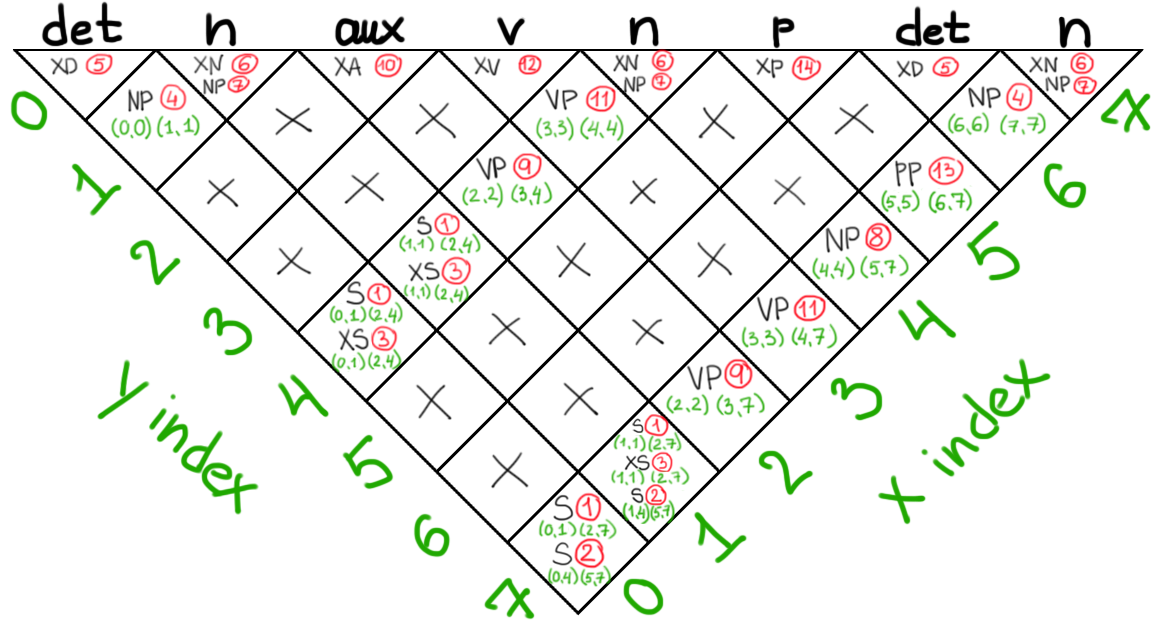 det n aux v n p det n
XD 5 XN 6 XA 10 XV 12 XN 6 XP 14 XD 5 XN 6
NP 7 NP 7 NP 7
NP 4 × × VP 11 × × NP 4
(0,0) (1,1) (3,3) (4,4) (6,6) (7,7)
0 7
× × VP 9 × × PP 13
(2,2) (3,4) (5,5) (6,7)
1 6
× S 1 × × NP 8
(1,1) (2,4) (4,4) (5,7)
XS 3
(1,1) (2,4)
2 5
S 1 × × VP 11
(0,1) (2,4) (3,3) (4,7)
XS 3
(0,1) (2,4)
3 4
× × VP 9
(2,2) (3,7)
4 3
× S 1
(1,1) (2,7)
XS 3
(1,1) (2,7)
S 2
(1,4) (5,7)
5 2
S 1
(0,1) (2,7)
S 2
(0,4) (5,7)
6 1
7 0
y index
x index